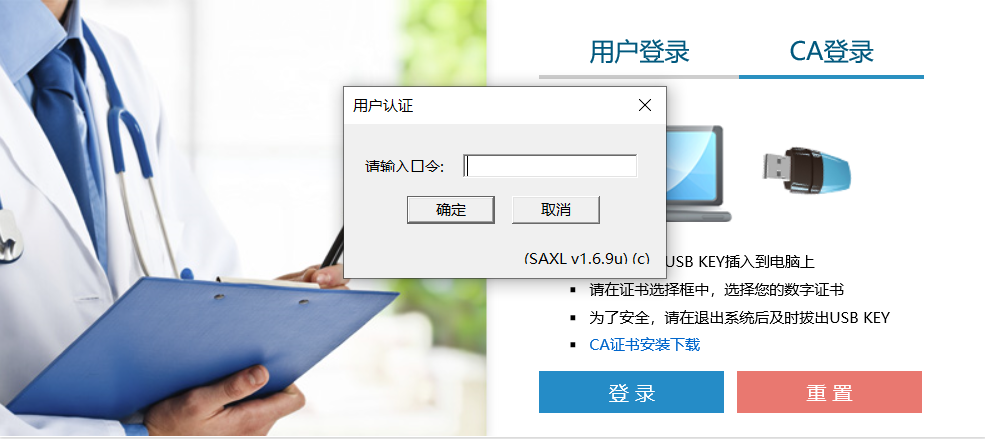 用户登录
CA登录
用户认证
请输入口令:
确定
取消
(SAXL v1.6.9u) (c)
USB KEY插入到电脑上
请在证书选择框中，选择您的数字证书
为了安全，请在退出系统后及时拔出USB KEY
CA证书安装下载
登 录
重 置